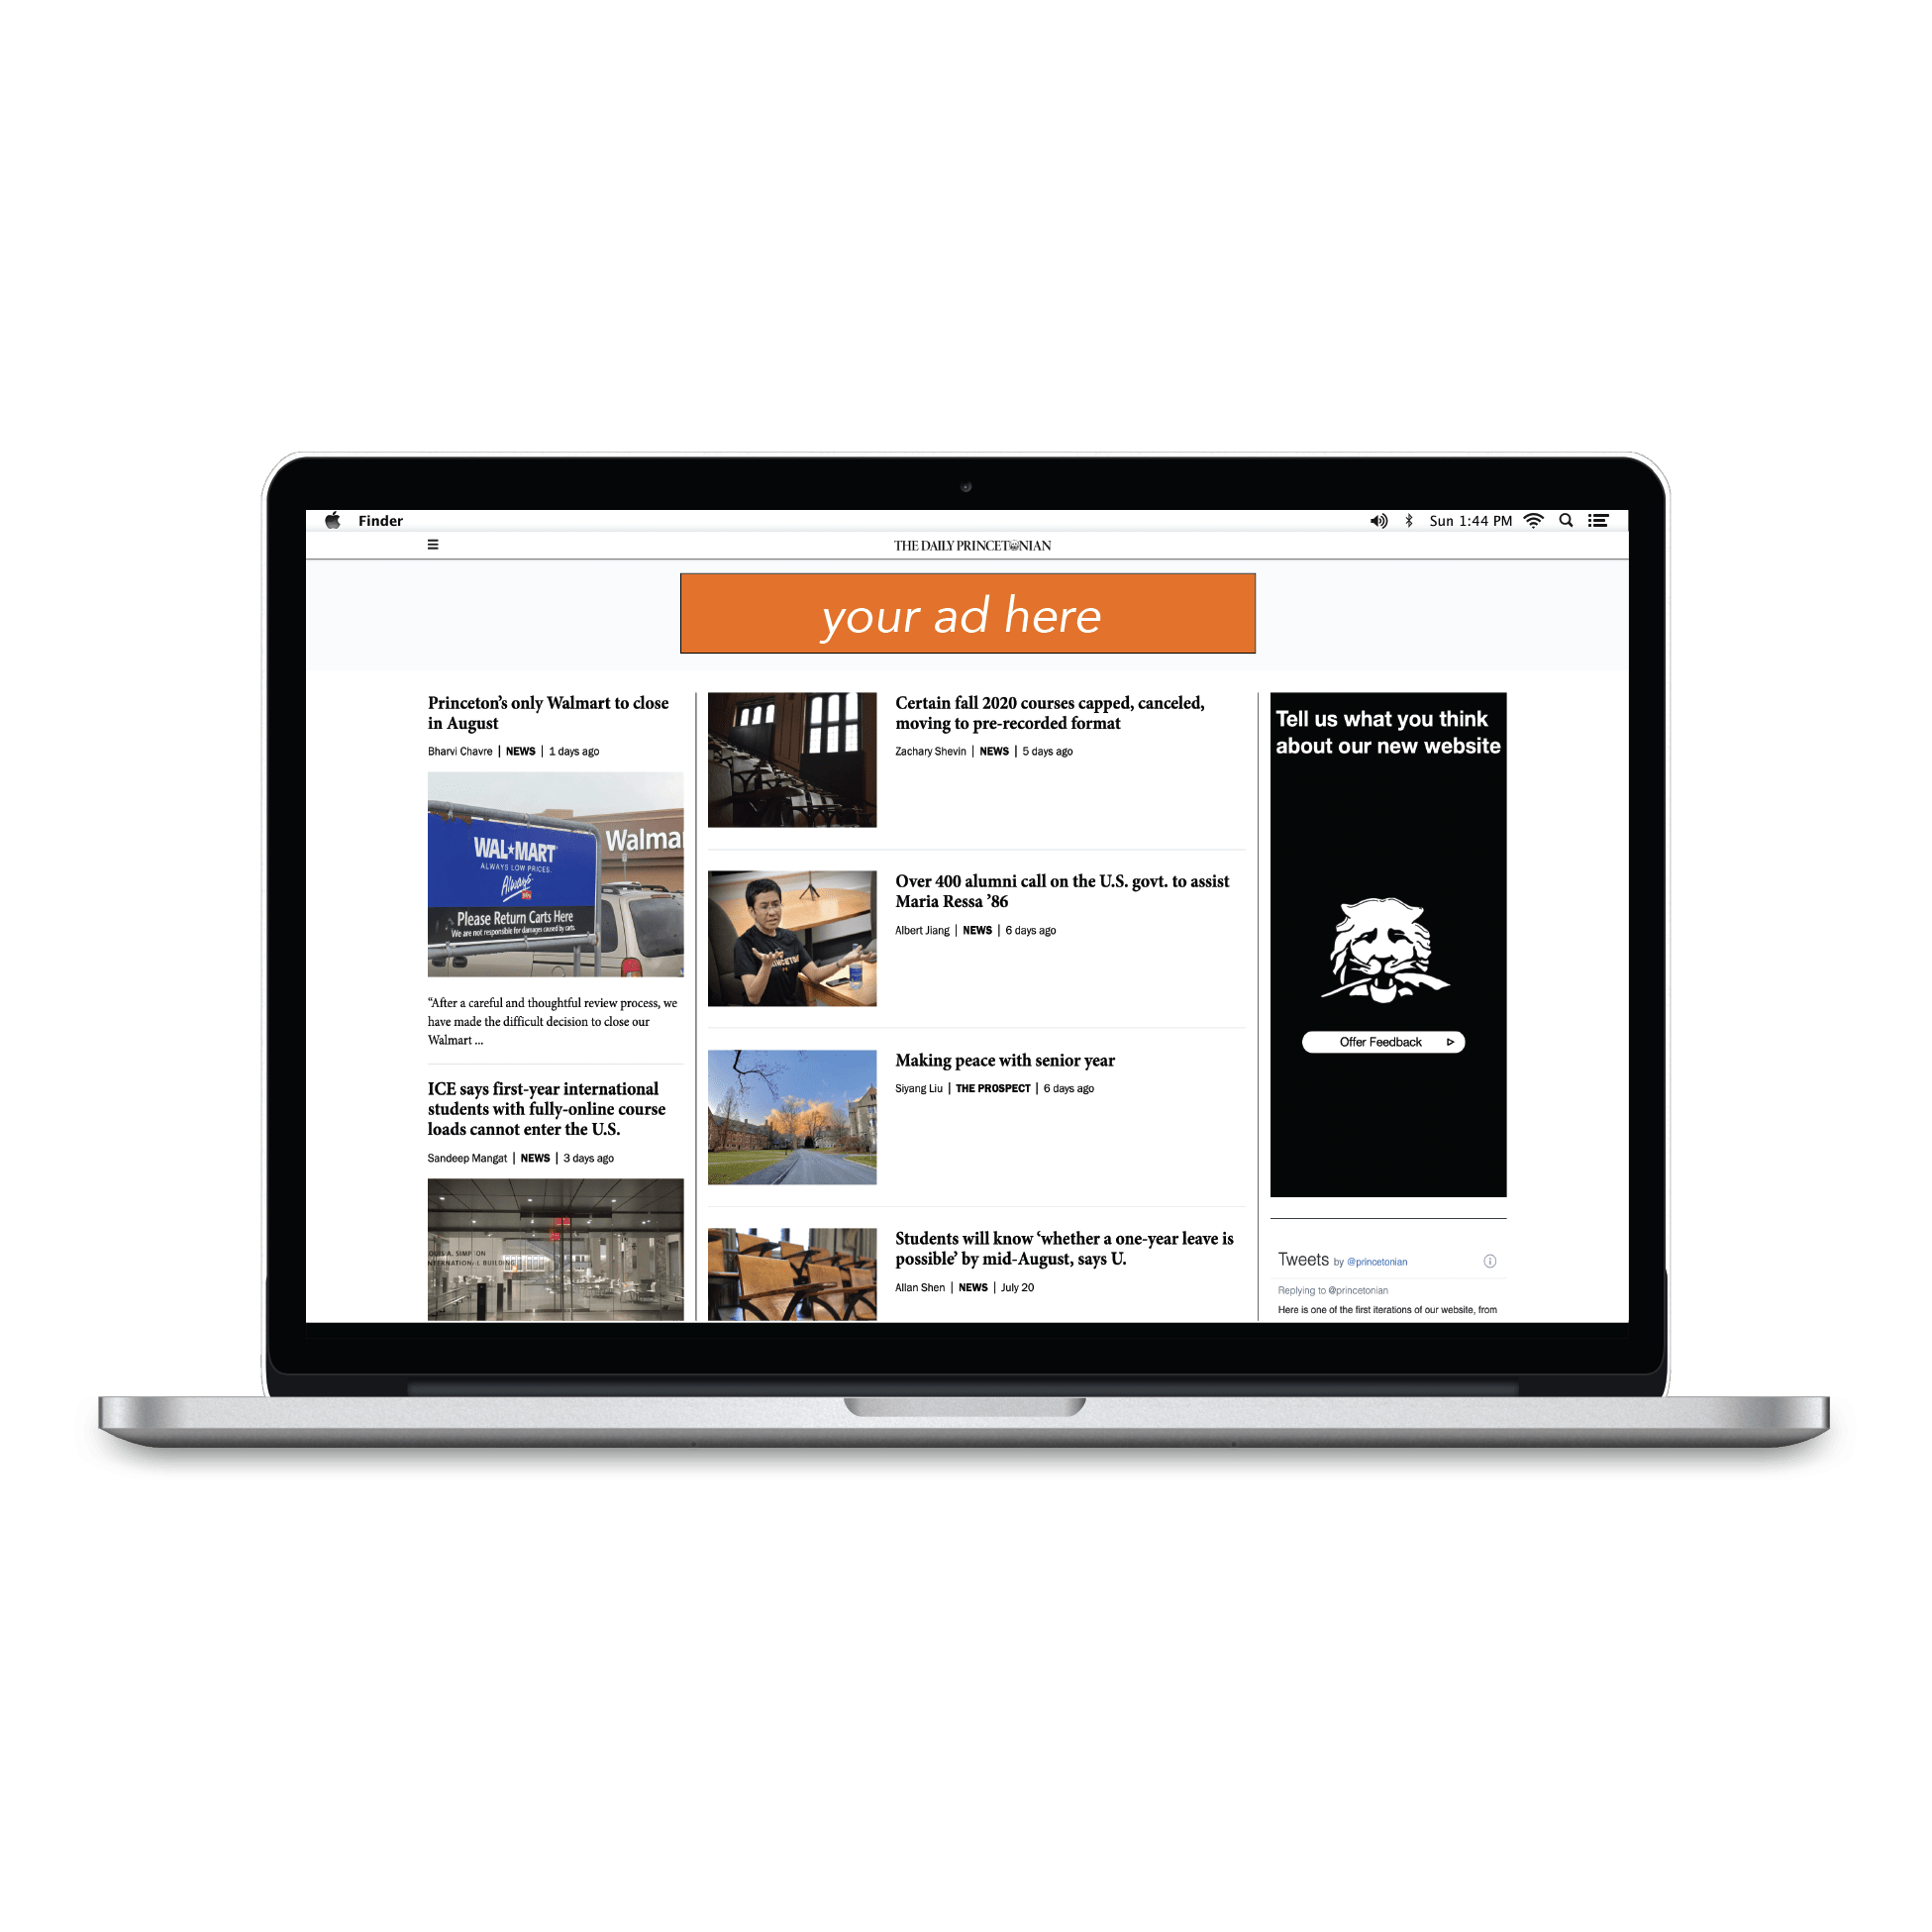 Finder
Sun 1:44 PM
THE DAILY PRINCETONIAN
your ad here
Princeton’s only Walmart to close
in August
Bharvi Chavre | NEWS | 1 days ago
WAL★MART
ALWAYS LOW PRICES.
Always
Please Return Carts Here
We are not responsible for damages caused by carts.
Walma
“After a careful and thoughtful review process, we
have made the difficult decision to close our
Walmart ...
ICE says first-year international
students with fully-online course
loads cannot enter the U.S.
Sandeep Mangat | NEWS | 3 days ago
Certain fall 2020 courses capped, canceled,
moving to pre-recorded format
Zachary Shevin | NEWS | 5 days ago
Over 400 alumni call on the U.S. govt. to assist
Maria Ressa ’86
Albert Jiang | NEWS | 6 days ago
Making peace with senior year
Siyang Liu | THE PROSPECT | 6 days ago
Students will know ‘whether a one-year leave is
possible’ by mid-August, says U.
Allan Shen | NEWS | July 20
Tell us what you think
about our new website
Offer Feedback
Tweets by @princetonian
Replying to @princetonian
Here is one of the first iterations of our website, from